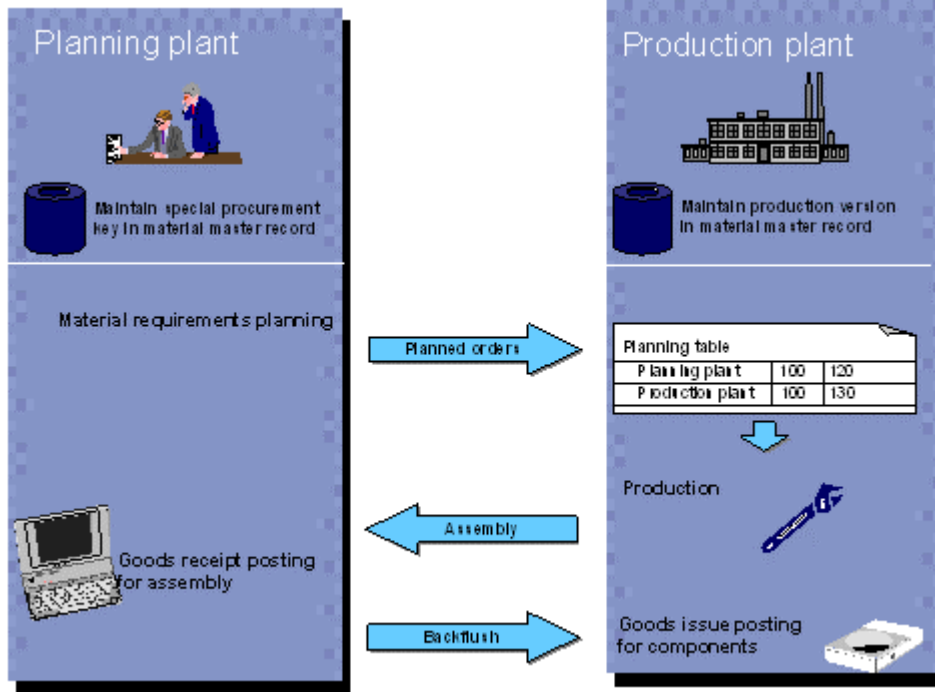 Planning plant
Maintain special procurement
key in material master record
Material requirements planning
Goods receipt posting
for assembly
Planned orders
Assembly
Backflush
Production plant
Maintain production version
in material master record
Planning table
Planning plant 100 120
Production plant 100 130
Production
Goods issue posting
for components